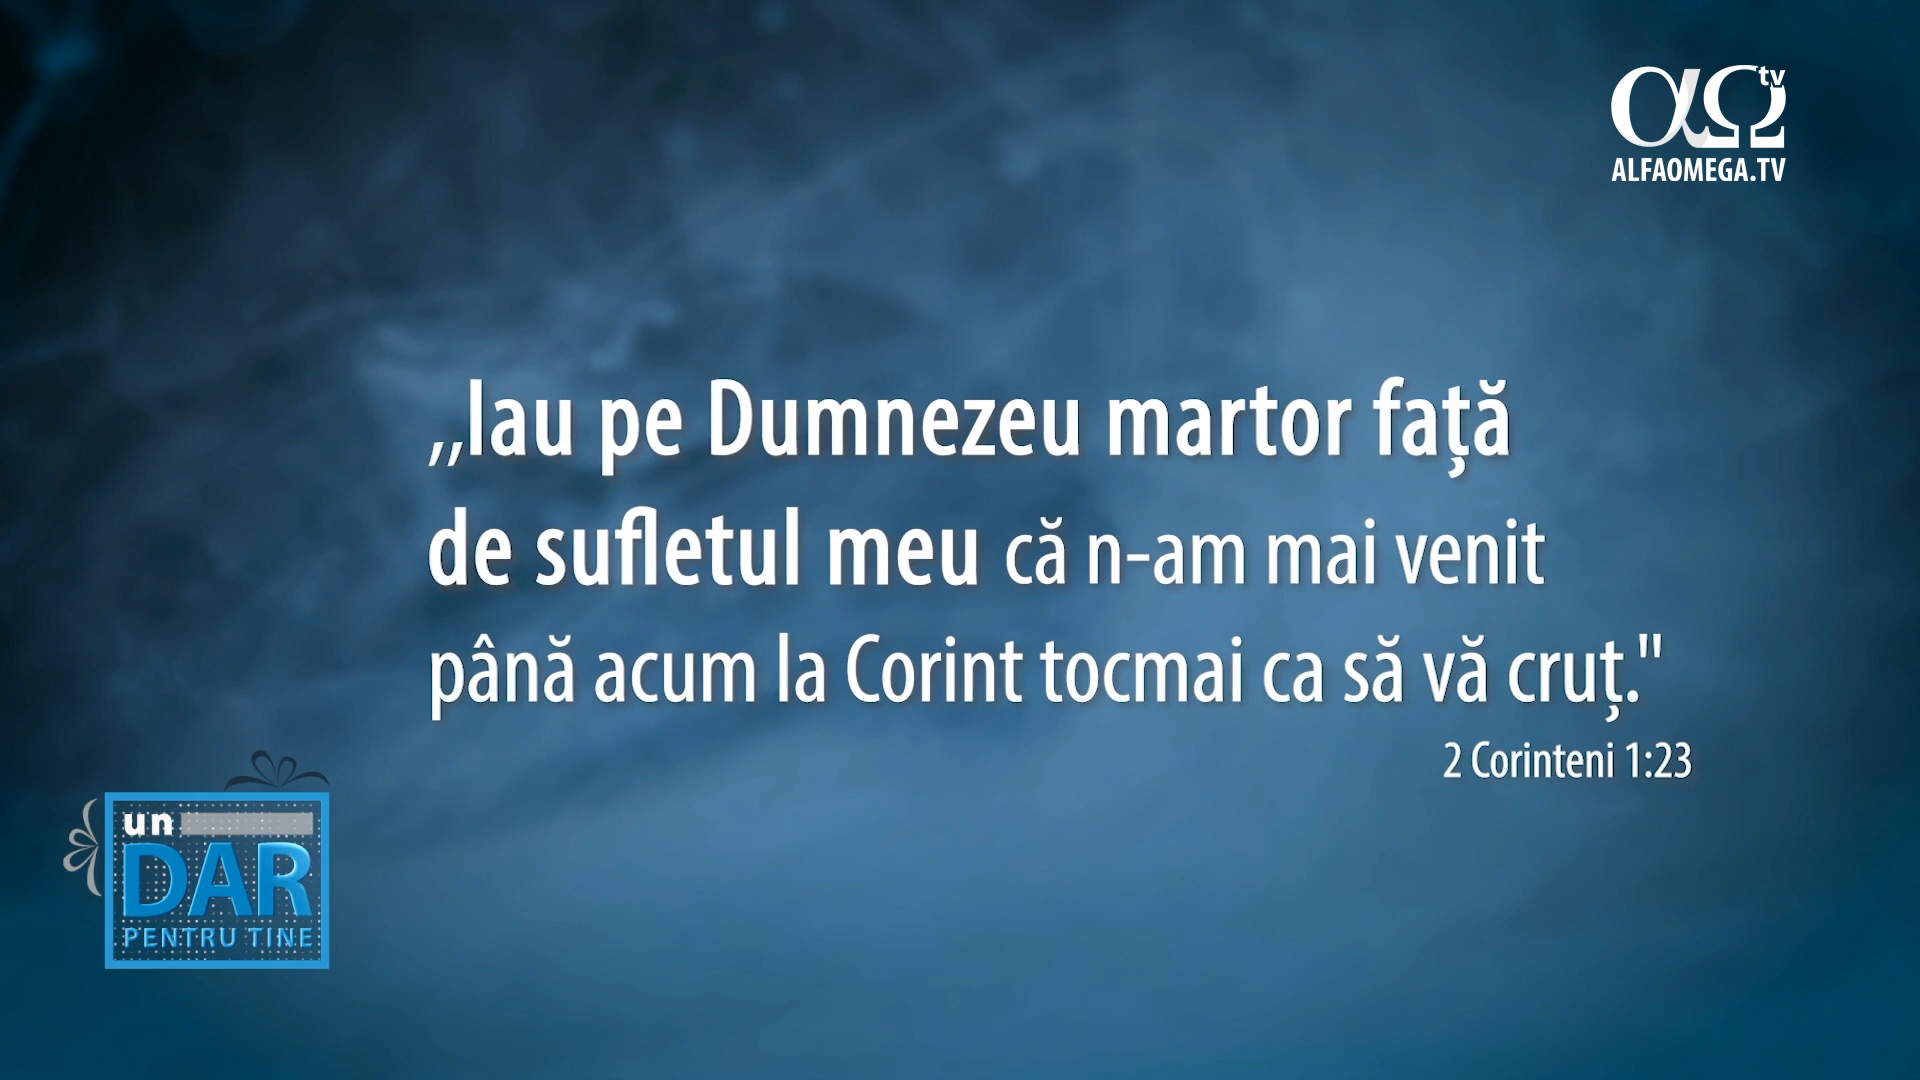 tv
ALFAOMEGA.TV
,,Iau pe Dumnezeu martor față
de sufletul meu că n-am mai venit
până acum la Corint tocmai ca să vă cruț."
2 Corinteni 1:23
un
DAR
PENTRU TINE